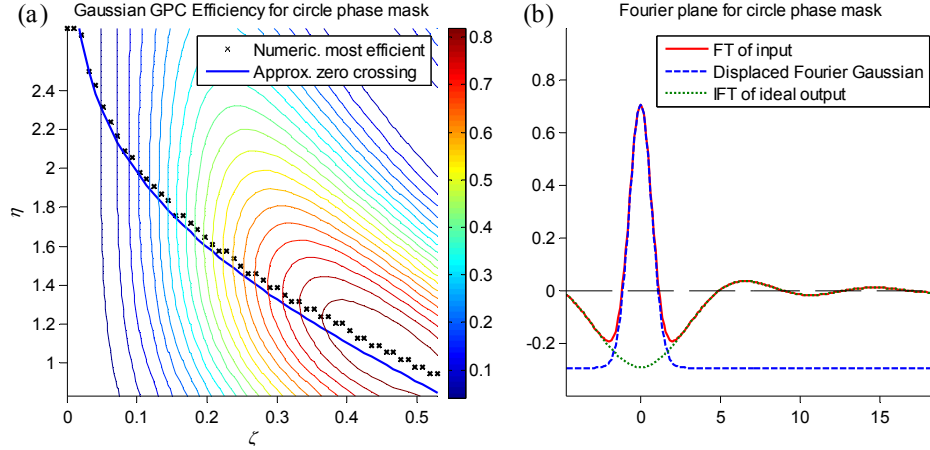 (a)
Gaussian GPC Efficiency for circle phase mask
× Numeric. most efficient
Approx. zero crossing
2.4
2.2
2
1.8
1.6
1.4
1.2
1
η
0
0.1
0.2
0.3
0.4
0.5
ζ
0.8
0.7
0.6
0.5
0.4
0.3
0.2
0.1
(b)
Fourier plane for circle phase mask
FT of input
Displaced Fourier Gaussian
IFT of ideal output
0.8
0.6
0.4
0.2
0
-0.2
0
5
10
15